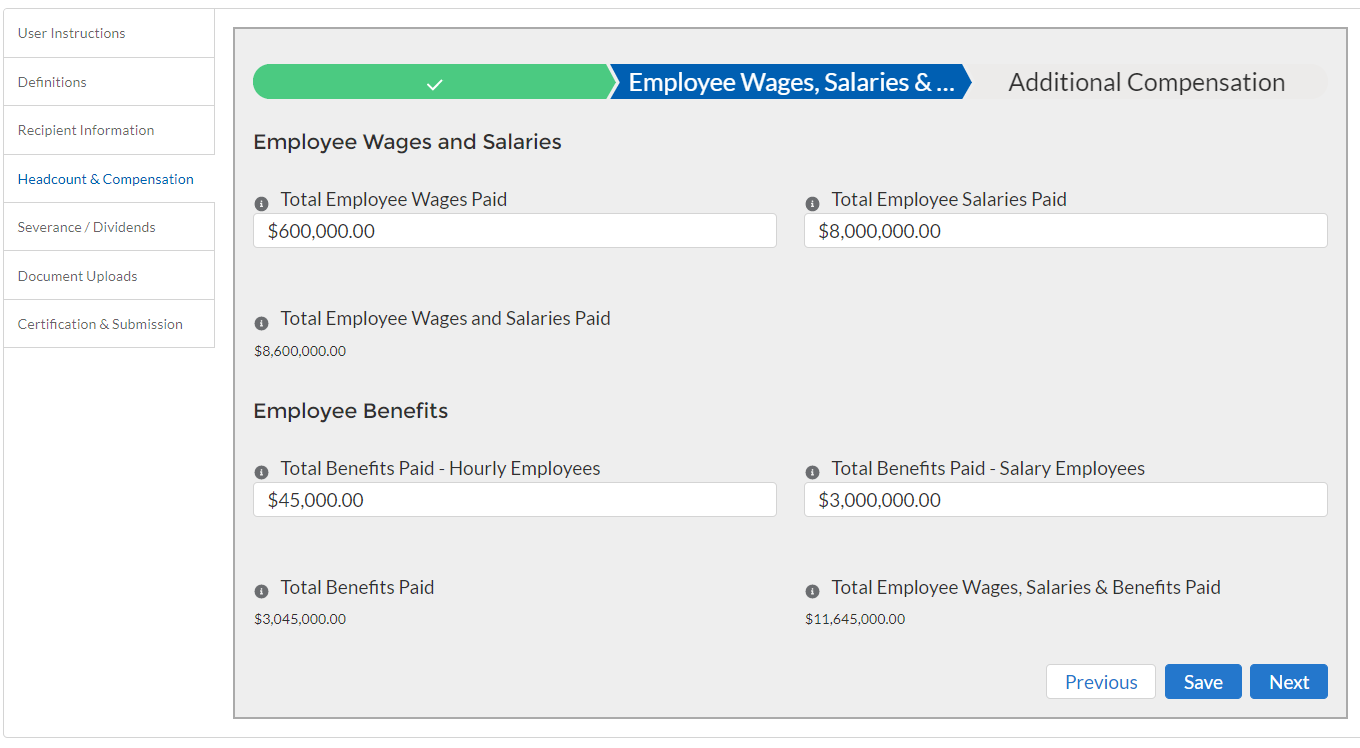 User Instructions
Definitions
Recipient Information
Headcount & Compensation
Severance / Dividends
Document Uploads
Certification & Submission
Employee Wages, Salaries & ...
Additional Compensation
Employee Wages and Salaries
Total Employee Wages Paid
$600,000.00
Total Employee Salaries Paid
$8,000,000.00
Total Employee Wages and Salaries Paid
$8,600,000.00
Employee Benefits
Total Benefits Paid - Hourly Employees
$45,000.00
Total Benefits Paid - Salary Employees
$3,000,000.00
Total Benefits Paid
$3,045,000.00
Total Employee Wages, Salaries & Benefits Paid
$11,645,000.00
Previous
Save
Next